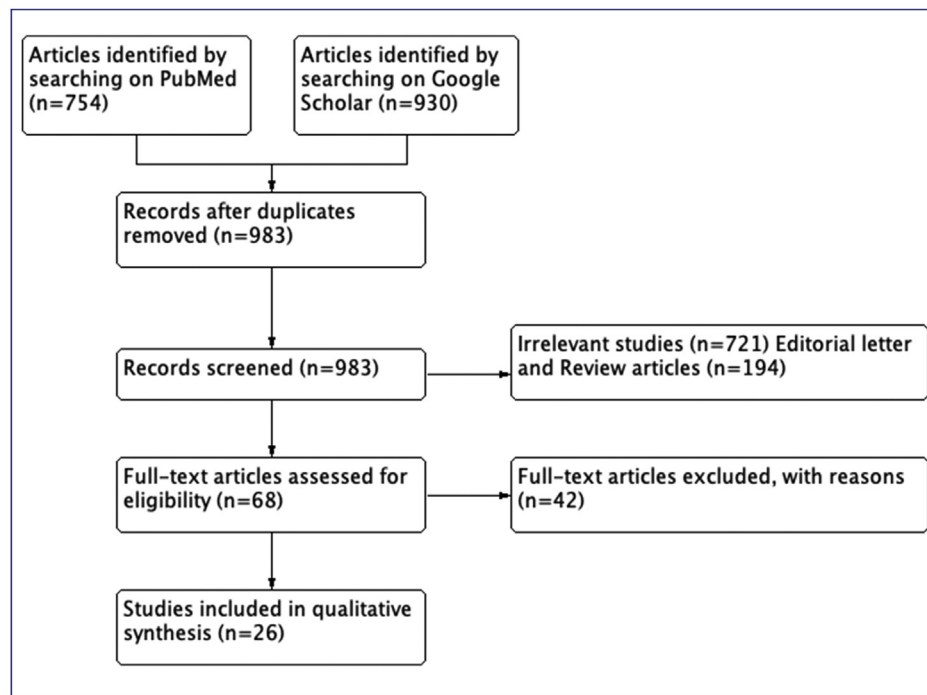 Articles identified by
searching on PubMed
(n=754)
Articles identified by
searching on Google
Scholar (n=930)
Records after duplicates
removed (n=983)
Records screened (n=983)
Irrelevant studies (n=721) Editorial letter
and Review articles (n=194)
Full-text articles assessed for
eligibility (n=68)
Full-text articles excluded, with reasons
(n=42)
Studies included in qualitative
synthesis (n=26)